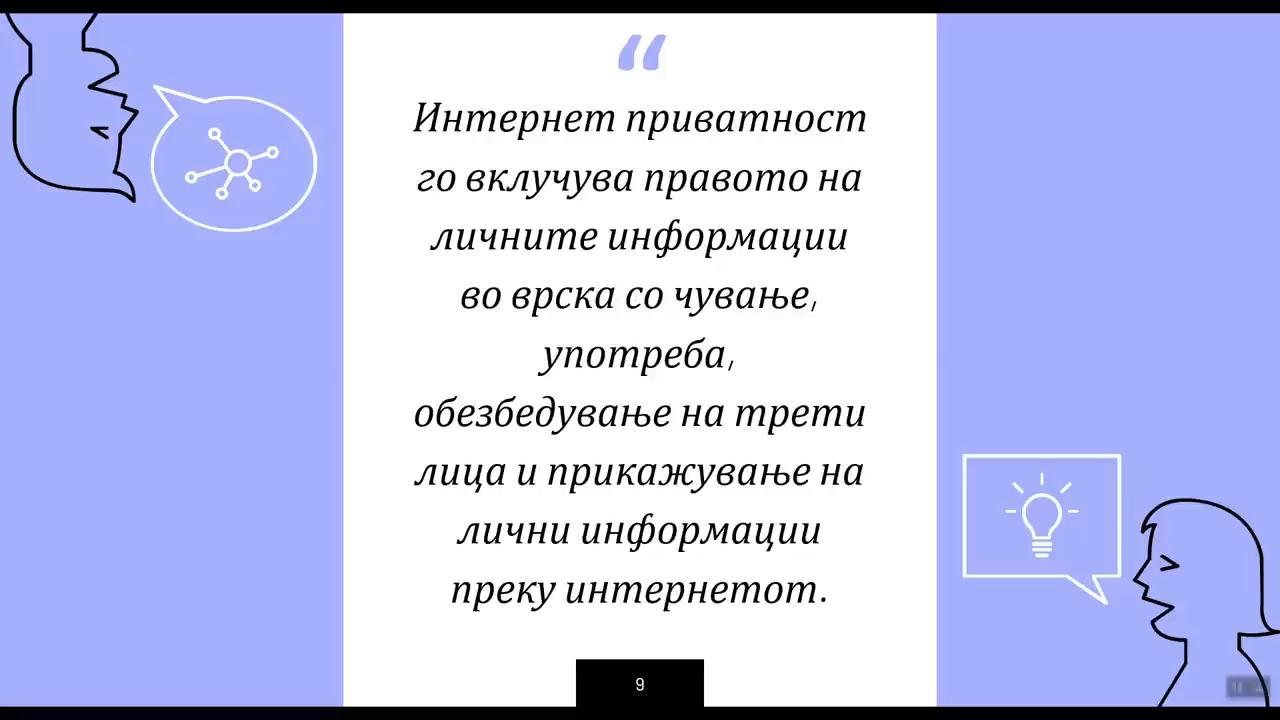 “
Интернет приватност
го вклучува правото на
личните информации
во врска со чување,
употреба,
обезбедување на трети
лица и прикажување на
лични информации
преку интернетот.
9